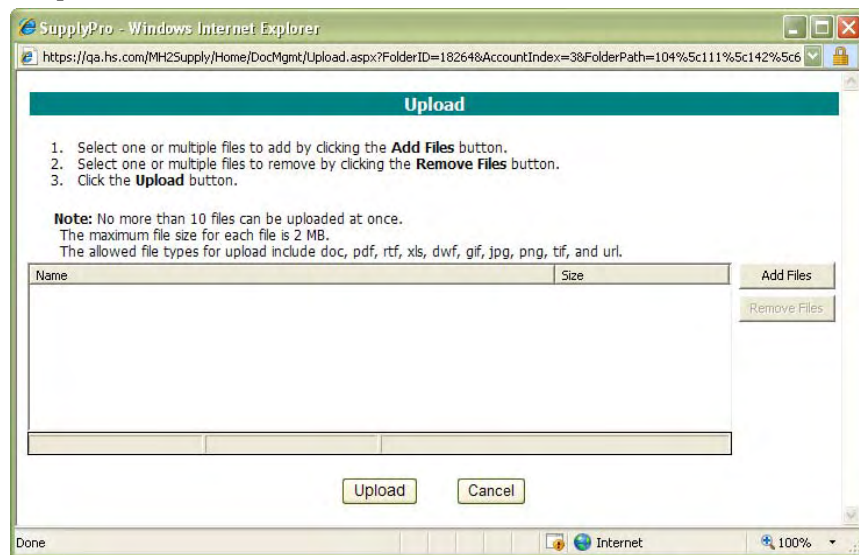 SupplyPro - Windows Internet Explorer
https://qa.hs.com/MH2Supply/Home/DocMgmt/Upload.aspx?FolderID=18264&AccountIndex=3&FolderPath=104%5c111%5c142%5c6
Upload
1. Select one or multiple files to add by clicking the Add Files button.
2. Select one or multiple files to remove by clicking the Remove Files button.
3. Click the Upload button.
Note: No more than 10 files can be uploaded at once.
The maximum file size for each file is 2 MB.
The allowed file types for upload include doc, pdf, rtf, xls, dwf, gif, jpg, png, tif, and url.
Name Size Add Files
Remove Files
Upload Cancel
Done Internet 100%